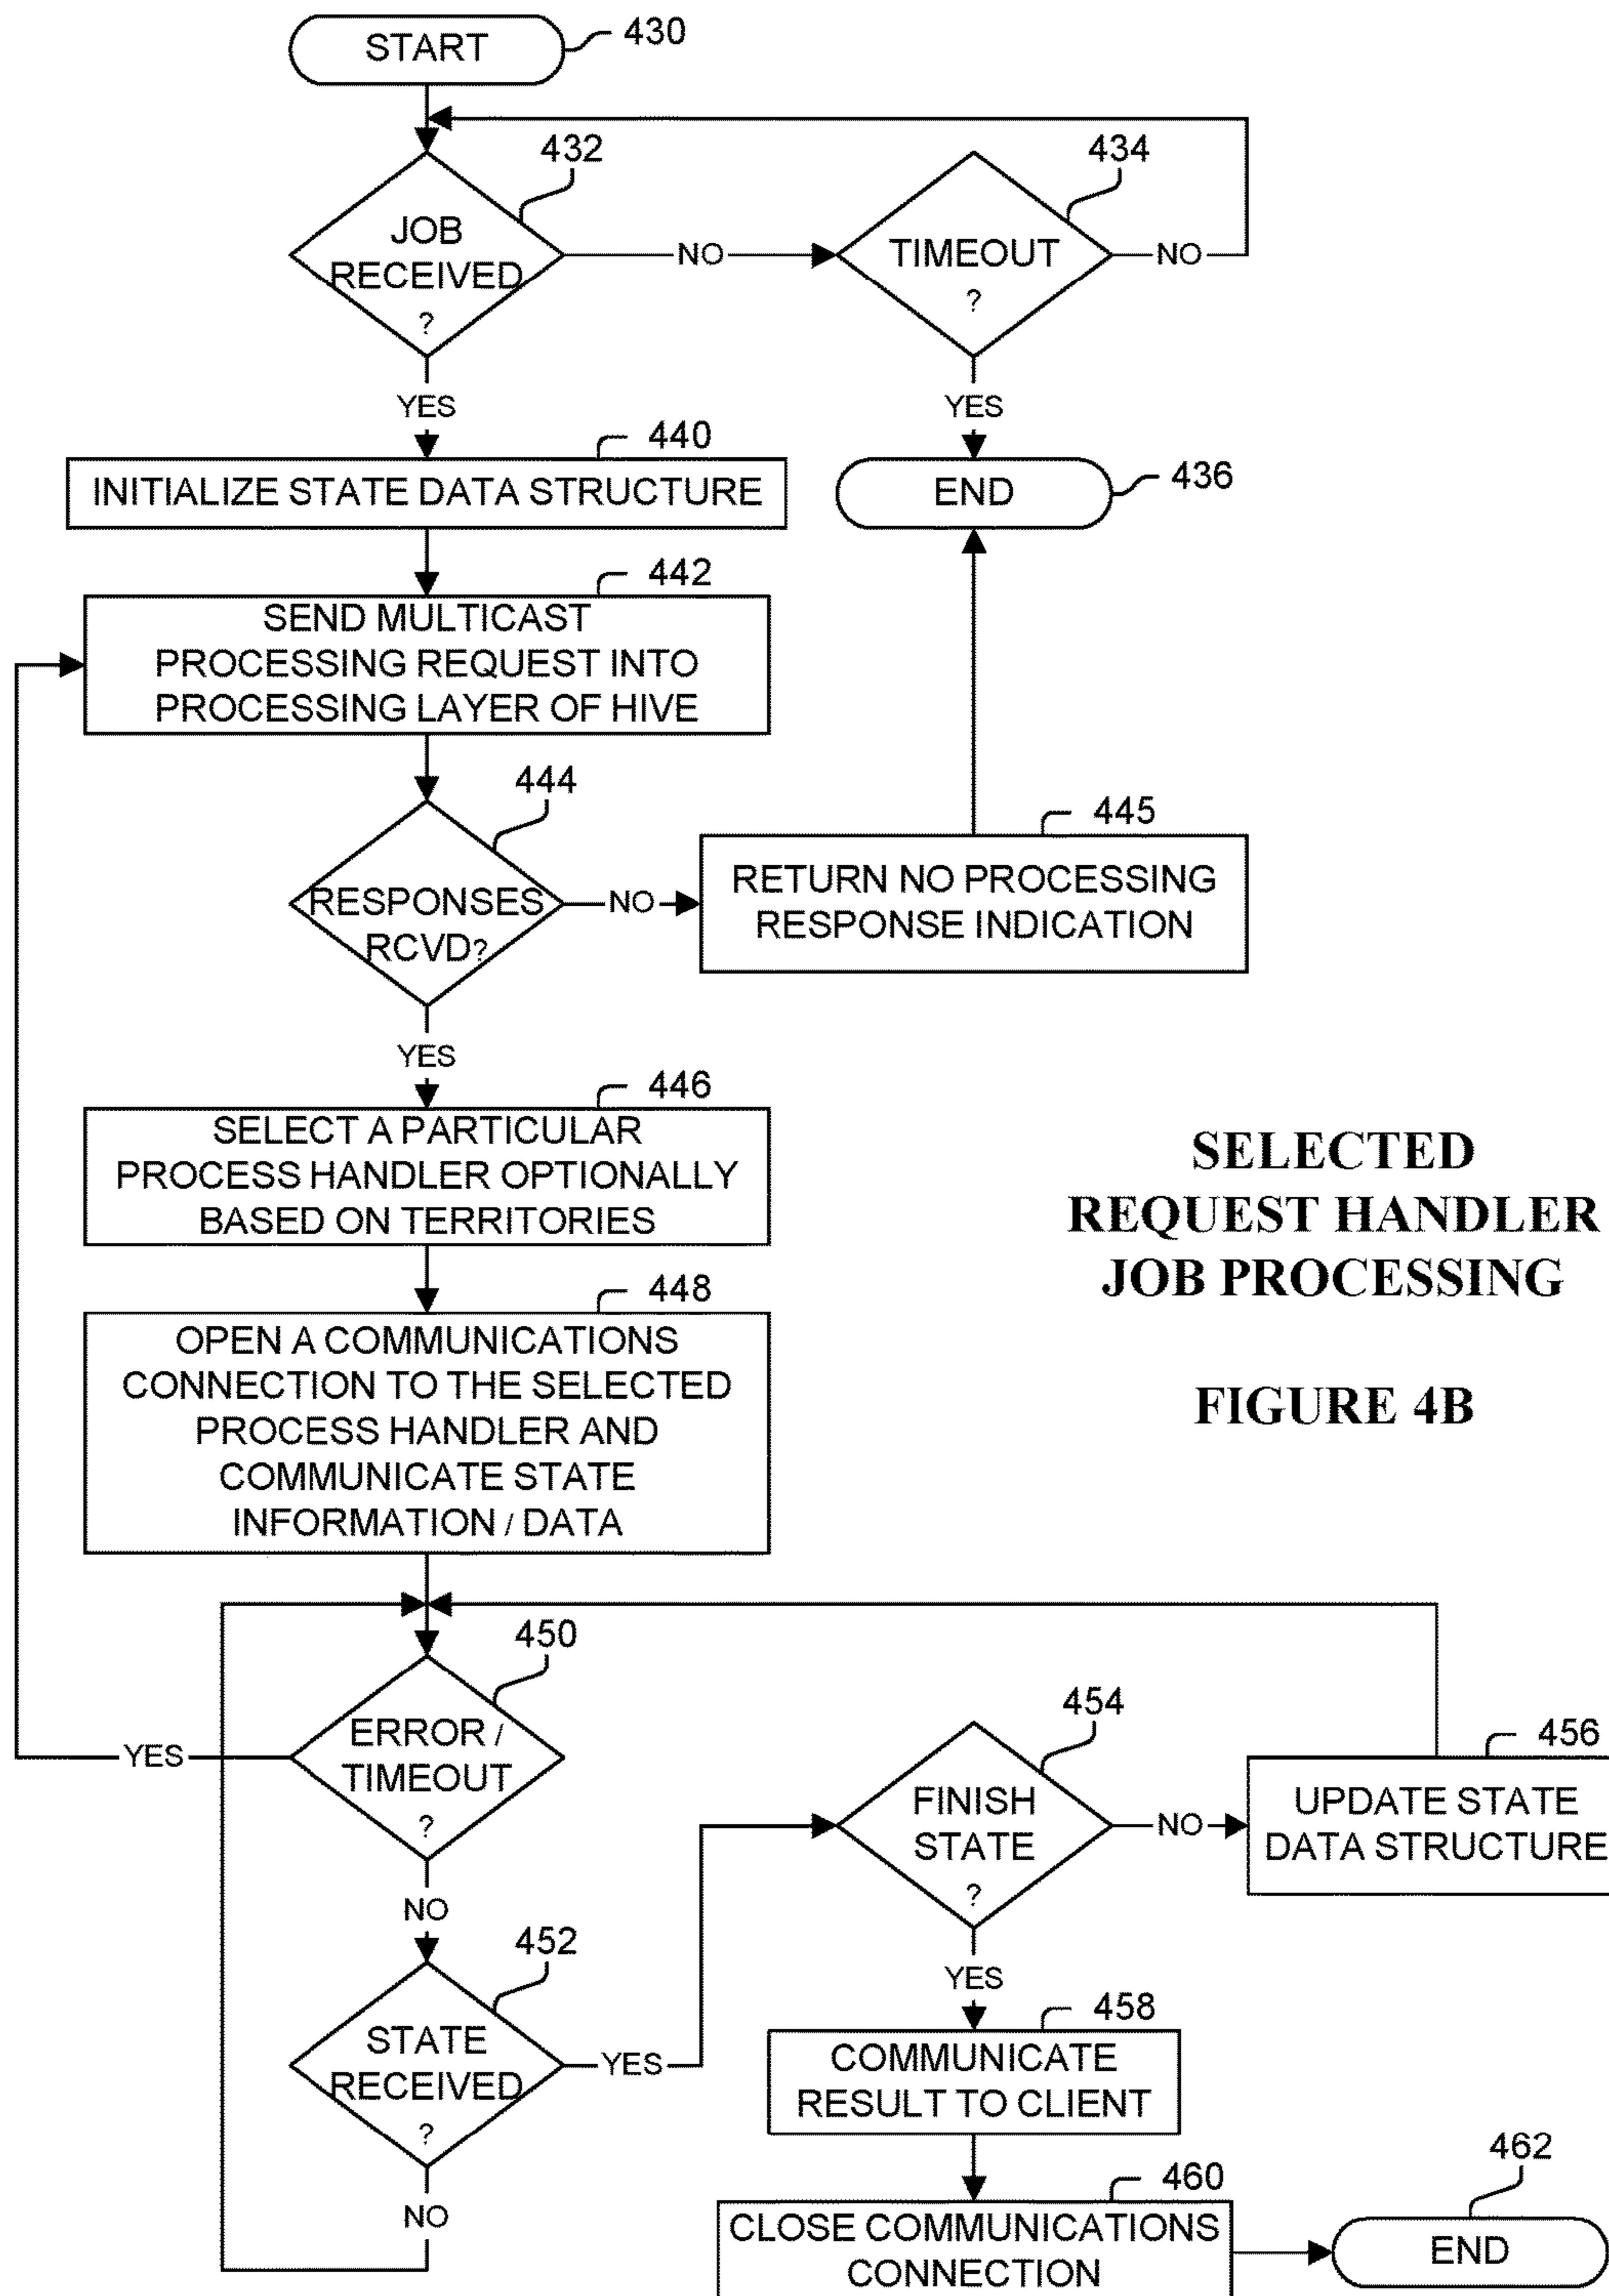 START
430
432
434
JOB
RECEIVED
?
NO
TIMEOUT
?
NO
YES
YES
440
INITIALIZE STATE DATA STRUCTURE
END
436
442
SEND MULTICAST
PROCESSING REQUEST INTO
PROCESSING LAYER OF HIVE
444
RESPONSES
RCVD?
NO
445
RETURN NO PROCESSING
RESPONSE INDICATION
YES
446
SELECT A PARTICULAR
PROCESS HANDLER OPTIONALLY
BASED ON TERRITORIES
SELECTED
REQUEST HANDLER
JOB PROCESSING
FIGURE 4B
448
OPEN A COMMUNICATIONS
CONNECTION TO THE SELECTED
PROCESS HANDLER AND
COMMUNICATE STATE
INFORMATION / DATA
450
ERROR /
TIMEOUT
?
YES
NO
452
STATE
RECEIVED
?
YES
NO
454
FINISH
STATE
?
NO
456
UPDATE STATE
DATA STRUCTURE
YES
458
COMMUNICATE
RESULT TO CLIENT
460
CLOSE COMMUNICATIONS
CONNECTION
462
END